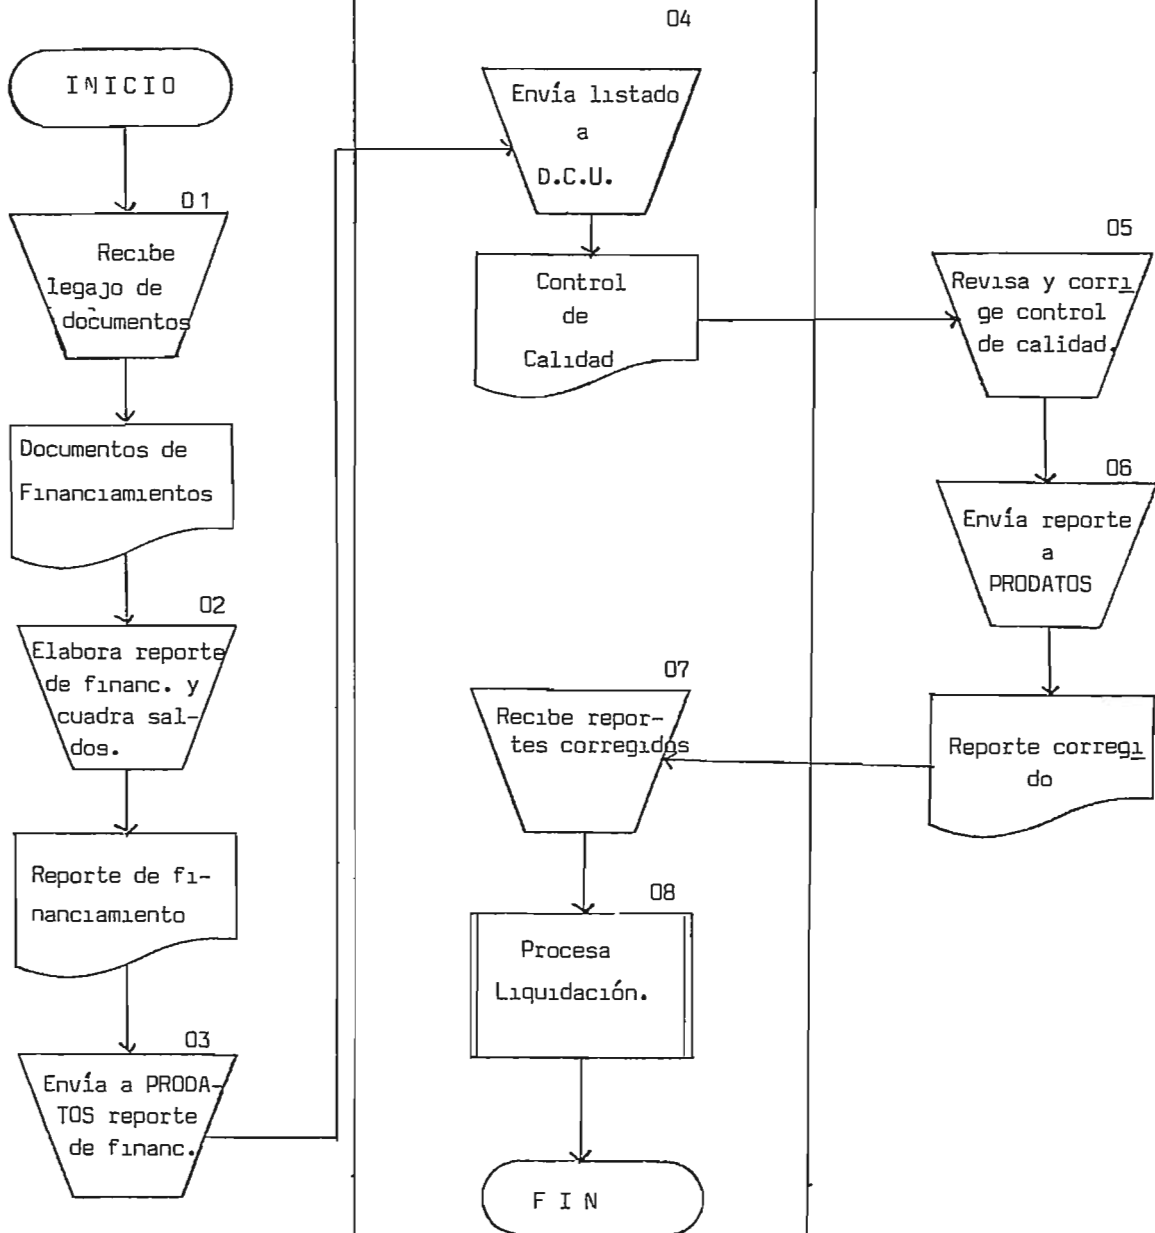 INICIO
01
Recibe
legajo de
documentos
Documentos de
Financiamientos
02
Elabora reporte
de financ. y
cuadra sal-
dos.
Reporte de fi-
nanciamiento
03
Envía a PRODA-
TOS reporte
de financ.
04
Envía listado
a
D.C.U.
Control
de
Calidad
05
Revisa y corri
ge control
de calidad.
06
Envía reporte
a
PRODATOS
Reporte corregi
do
07
Recibe repor-
tes corregidos
08
Procesa
Liquidación.
FIN